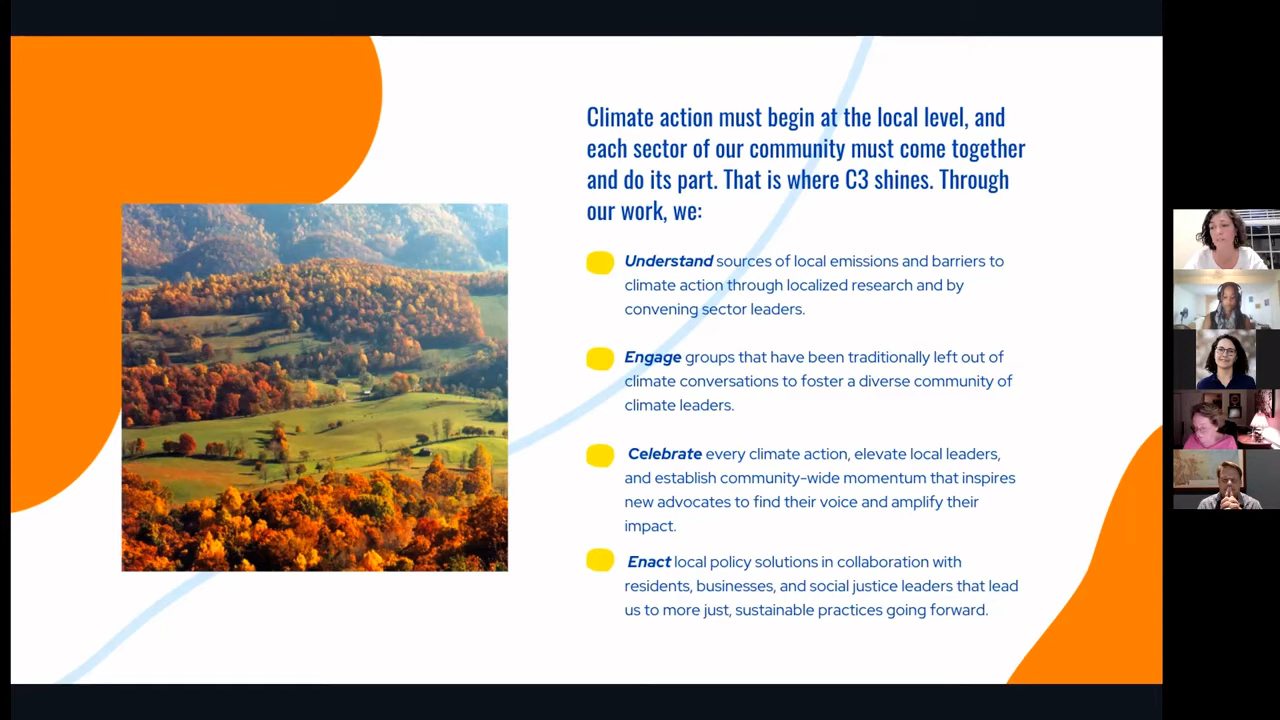 Climate action must begin at the local level, and
each sector of our community must come together
and do its part. That is where C3 shines. Through
our work, we:
Understand sources of local emissions and barriers to
climate action through localized research and by
convening sector leaders.
Engage groups that have been traditionally left out of
climate conversations to foster a diverse community of
climate leaders.
Celebrate every climate action, elevate local leaders,
and establish community-wide momentum that inspires
new advocates to find their voice and amplify their
impact.
Enact local policy solutions in collaboration with
residents, businesses, and social justice leaders that lead
us to more just, sustainable practices going forward.